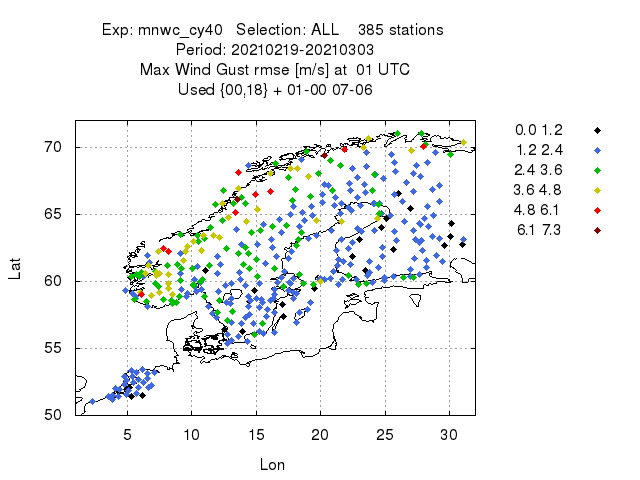 Exp: mnwc_cy40   Selection: ALL    385 stations
Period: 20210219-20210303
Max Wind Gust rmse [m/s] at  01 UTC
Used {00,18} + 01-00 07-06
0.0 1.2
1.2 2.4
2.4 3.6
3.6 4.8
4.8 6.1
6.1 7.3
Lat
70
65
60
55
50
5 10 15 20 25 30
Lon